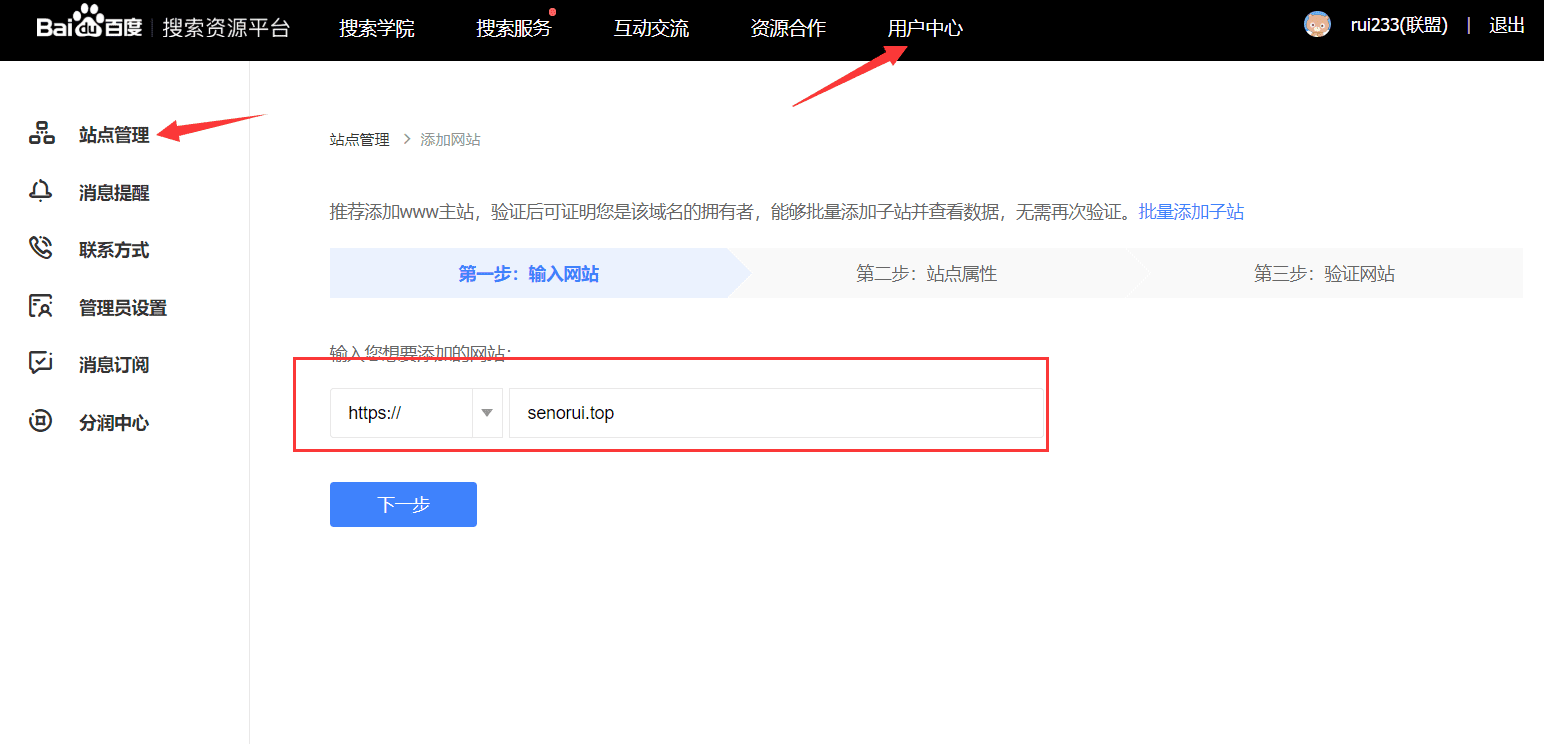 Bai du 百度 | 搜索资源平台 搜索学院 搜索服务 互动交流 资源合作 用户中心 rui233(联盟) | 退出
站点管理
消息提醒
联系方式
管理员设置
消息订阅
分润中心
站点管理 > 添加网站
推荐添加www主站，验证后可证明您是该域名的拥有者，能够批量添加子站并查看数据，无需再次验证。批量添加子站
第一步：输入网站 第二步：站点属性 第三步：验证网站
输入您想要添加的网站:
https:// senorui.top
下一步